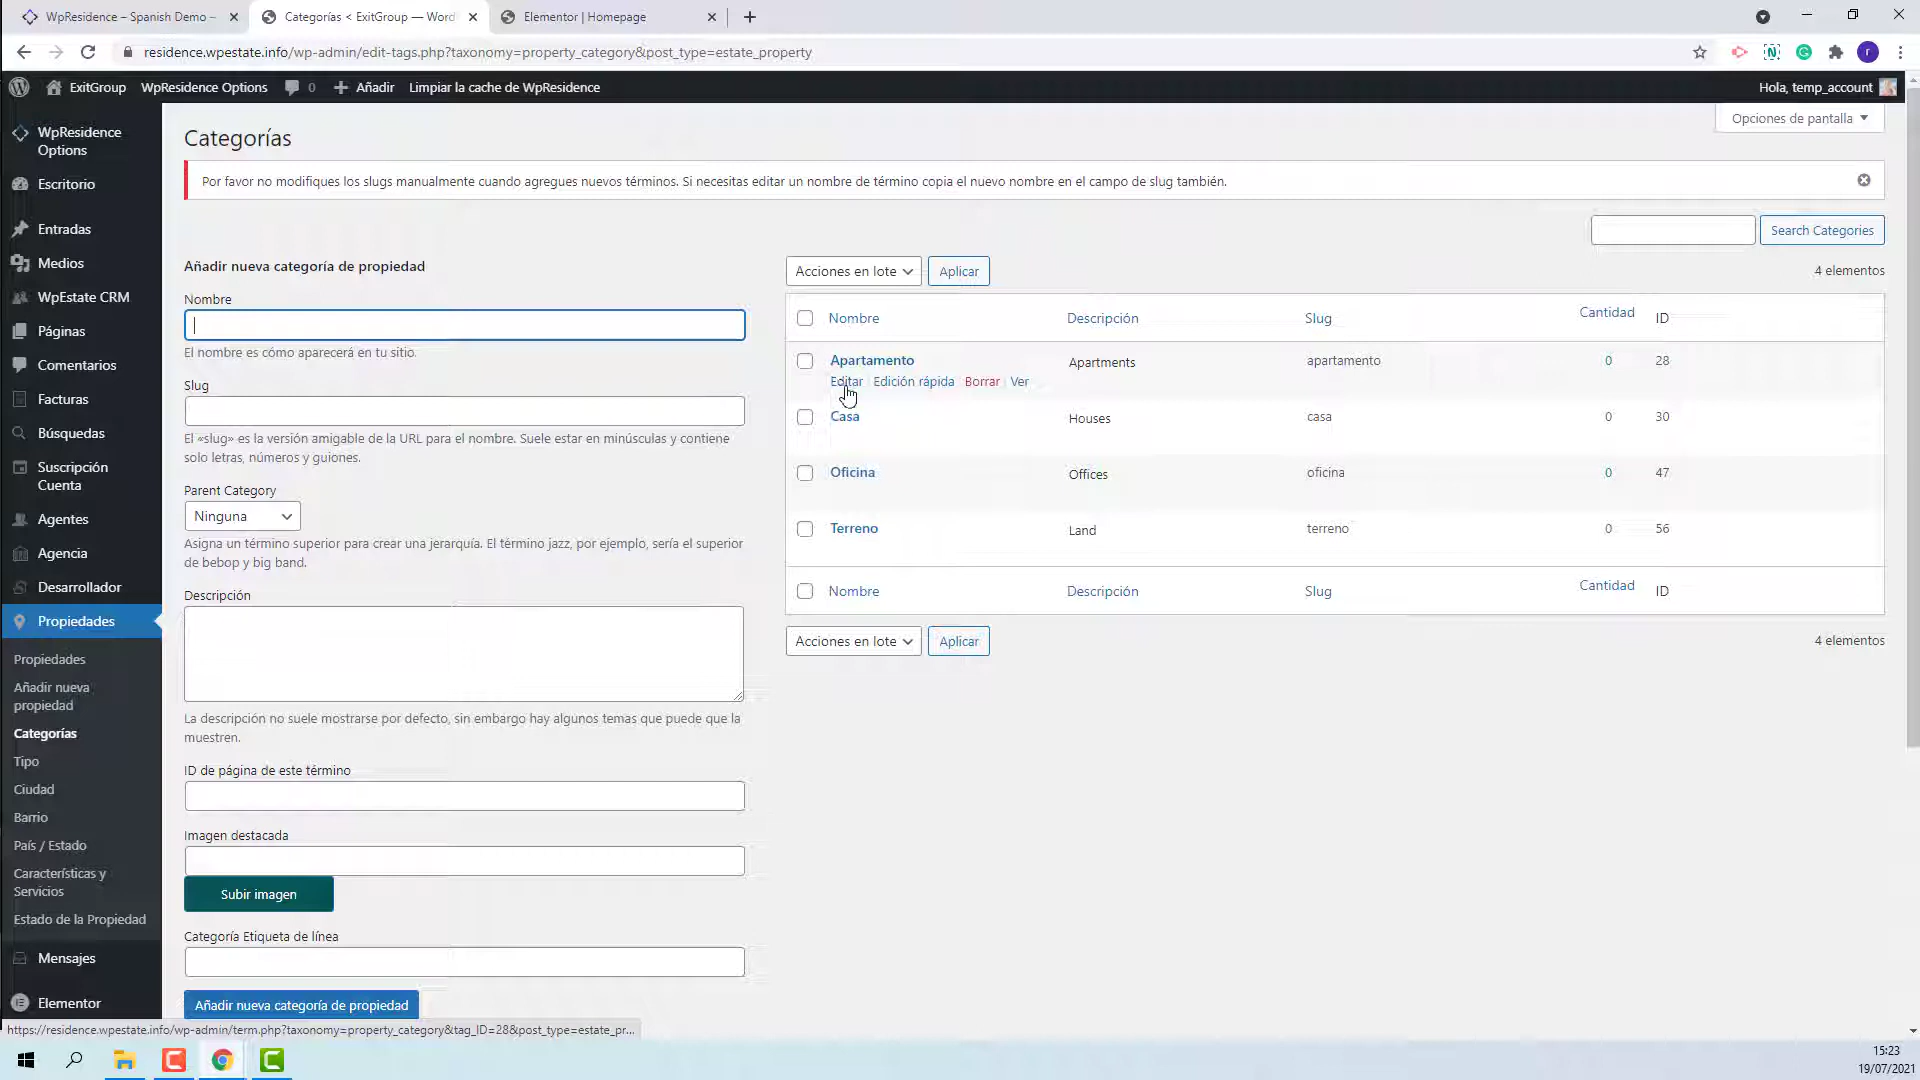 WpResidence – Spanish Demo –
Categorías < ExitGroup — Word
Elementor | Homepage
residence.wpestate.info/wp-admin/edit-tags.php?taxonomy=property_category&post_type=estate_property
ExitGroup WpResidence Options 0 Añadir Limpiar la cache de WpResidence
Hola, temp_account
WpResidence
Options
Escritorio
Entradas
Medios
WpEstate CRM
Páginas
Comentarios
Facturas
Búsquedas
Suscripción
Cuenta
Agentes
Agencia
Desarrollador
Propiedades
Propiedades
Añadir nueva
propiedad
Categorías
Tipo
Ciudad
Barrio
País / Estado
Características y
Servicios
Estado de la Propiedad
Mensajes
Elementor
Opciones de pantalla
Categorías
Por favor no modifiques los slugs manualmente cuando agregues nuevos términos. Si necesitas editar un nombre de término copia el nuevo nombre en el campo de slug también.
Search Categories
Añadir nueva categoría de propiedad
Nombre
El nombre es cómo aparecerá en tu sitio.
Slug
El «slug» es la versión amigable de la URL para el nombre. Suele estar en minúsculas y contiene
solo letras, números y guiones.
Parent Category
Ninguna
Asigna un término superior para crear una jerarquía. El término jazz, por ejemplo, sería el superior
de bebop y big band.
Descripción
La descripción no suele mostrarse por defecto, sin embargo hay algunos temas que puede que la
muestren.
ID de página de este término
Imagen destacada
Subir imagen
Categoría Etiqueta de línea
Añadir nueva categoría de propiedad
Acciones en lote Aplicar 4 elementos
Nombre Descripción Slug Cantidad ID
Apartamento Apartments apartamento 0 28
Editar | Edición rápida Borrar | Ver
Casa Houses casa 0 30
Oficina Offices oficina 0 47
Terreno Land terreno 0 56
Nombre Descripción Slug Cantidad ID
Acciones en lote Aplicar 4 elementos
https://residence.wpestate.info/wp-admin/term.php?taxonomy=property_category&tag_ID=28&post_type=estate_pr...
15:23
19/07/2021